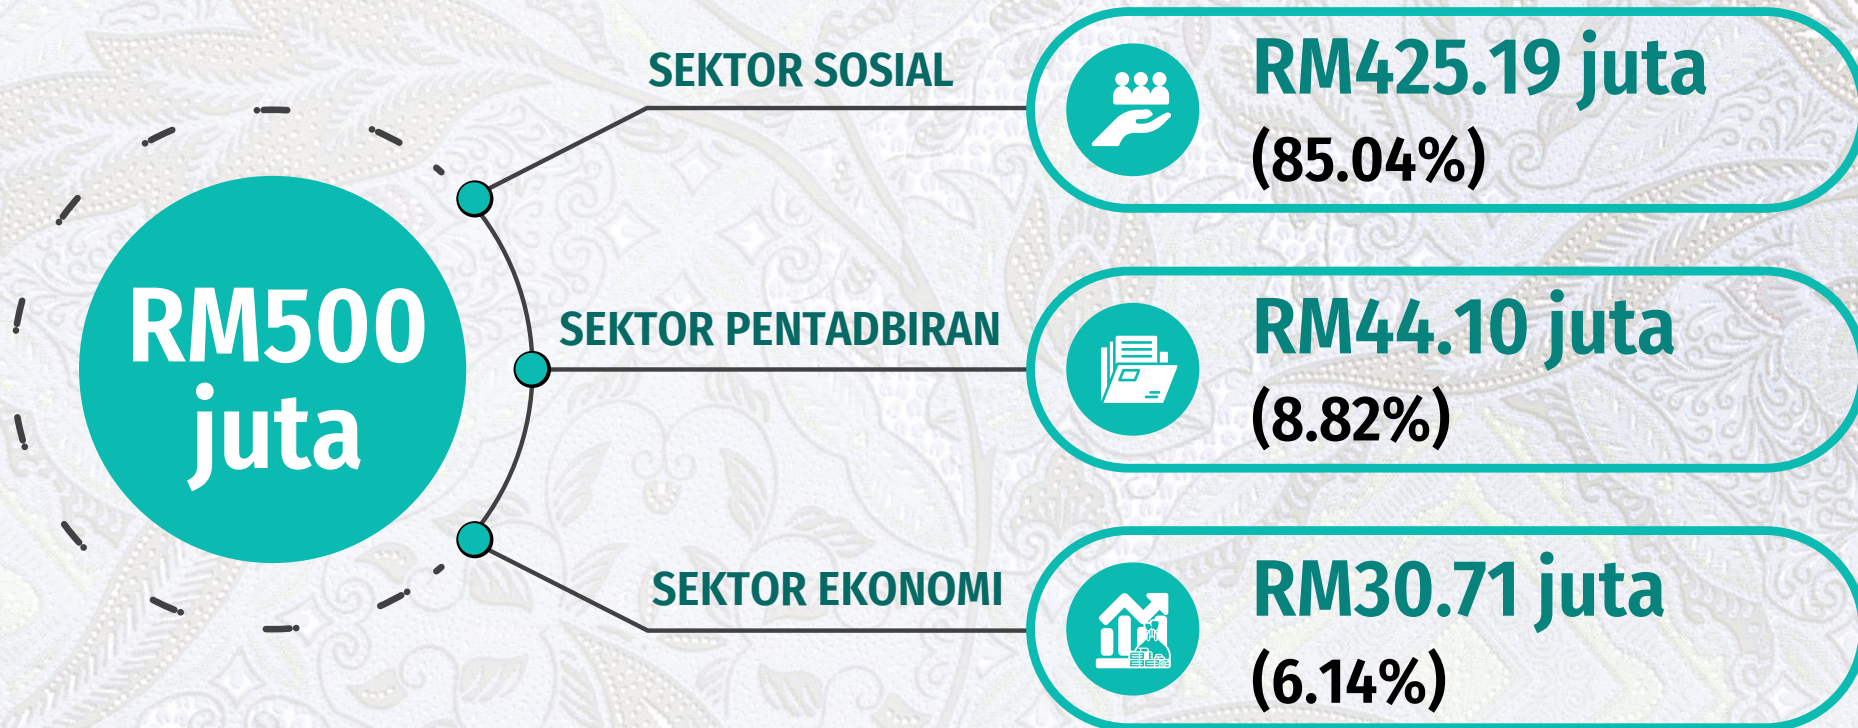 RM500
juta
SEKTOR SOSIAL
RM425.19 juta
(85.04%)
SEKTOR PENTADBIRAN
RM44.10 juta
(8.82%)
SEKTOR EKONOMI
RM30.71 juta
(6.14%)